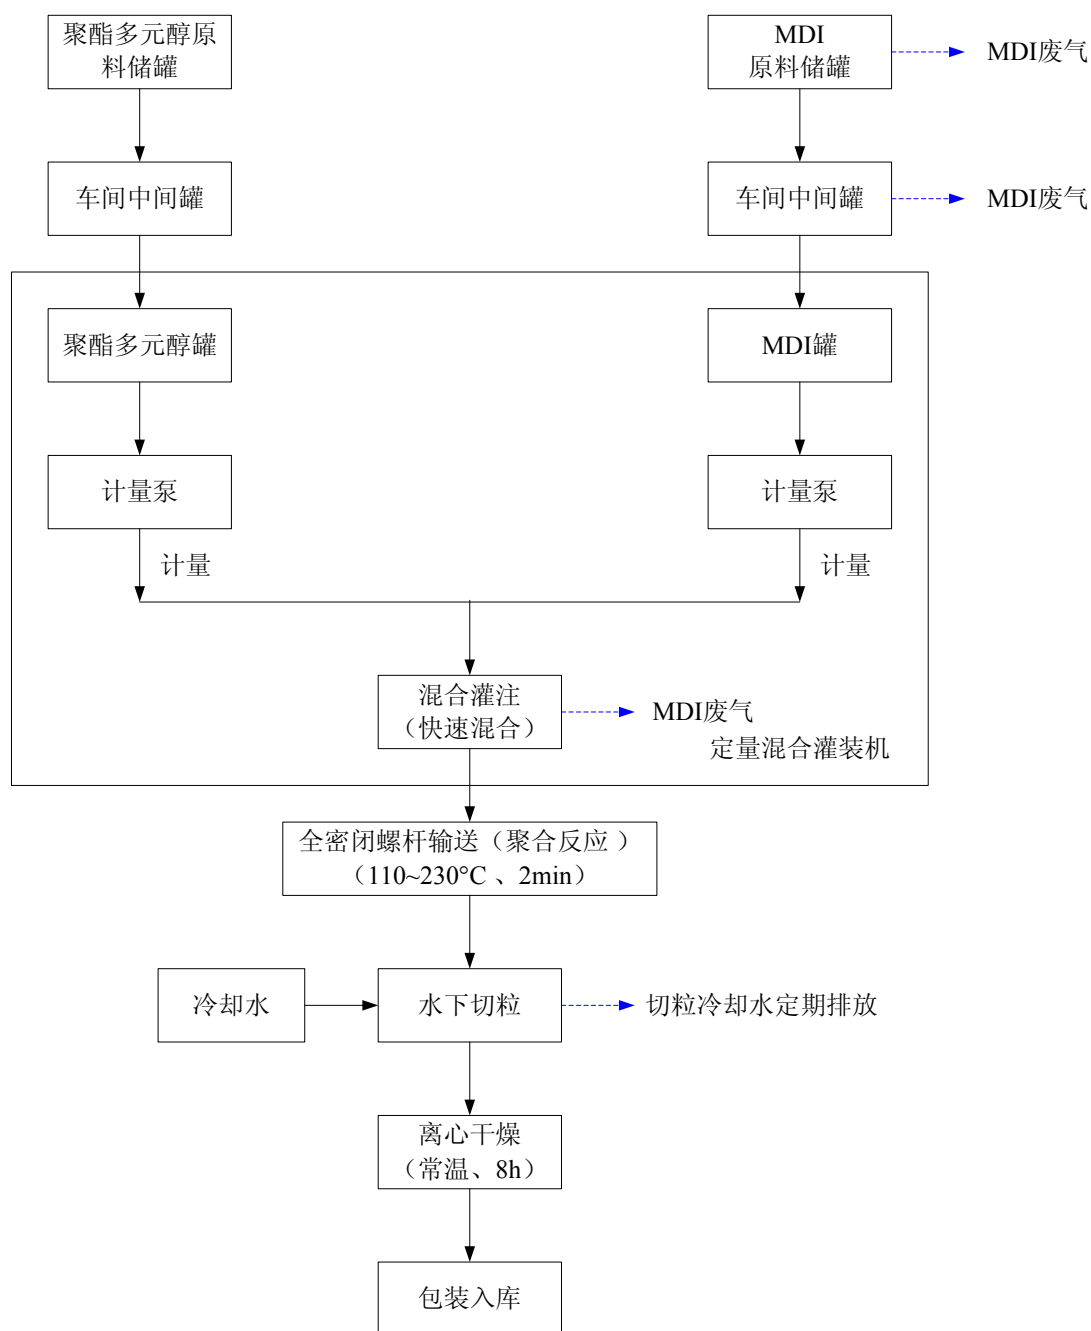 聚酯多元醇原
料储罐
MDI
原料储罐
MDI废气
车间中间罐
车间中间罐
MDI废气
聚酯多元醇罐
MDI罐
计量泵
计量泵
计量
计量
混合灌注
（快速混合）
MDI废气
定量混合灌装机
全密闭螺杆输送（聚合反应 ）
（110~230°C 、2min）
冷却水
水下切粒
切粒冷却水定期排放
离心干燥
（常温、8h）
包装入库